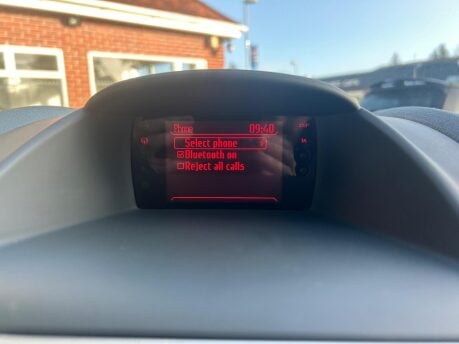 Phone 09:40
Select phone
Bluetooth on
Reject all calls